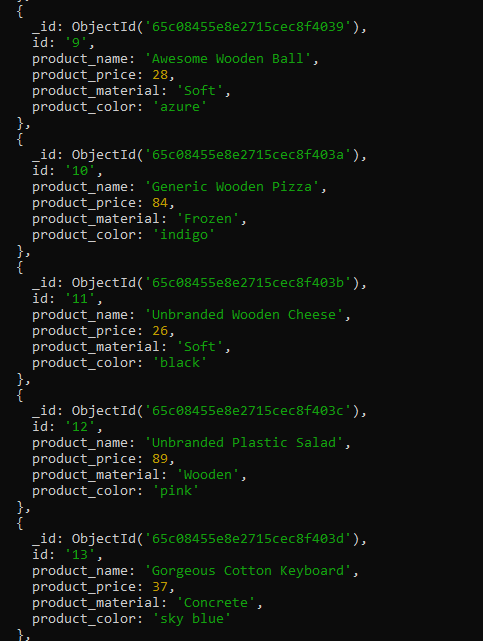 {
_id: ObjectId('65c08455e8e2715cec8f4039'),
id: '9',
product_name: 'Awesome Wooden Ball',
product_price: 28,
product_material: 'Soft',
product_color: 'azure'
},
{
_id: ObjectId('65c08455e8e2715cec8f403a'),
id: '10',
product_name: 'Generic Wooden Pizza',
product_price: 84,
product_material: 'Frozen',
product_color: 'indigo'
},
{
_id: ObjectId('65c08455e8e2715cec8f403b'),
id: '11',
product_name: 'Unbranded Wooden Cheese',
product_price: 26,
product_material: 'Soft',
product_color: 'black'
},
{
_id: ObjectId('65c08455e8e2715cec8f403c'),
id: '12',
product_name: 'Unbranded Plastic Salad',
product_price: 89,
product_material: 'Wooden',
product_color: 'pink'
},
{
_id: ObjectId('65c08455e8e2715cec8f403d'),
id: '13',
product_name: 'Gorgeous Cotton Keyboard',
product_price: 37,
product_material: 'Concrete',
product_color: 'sky blue'
},